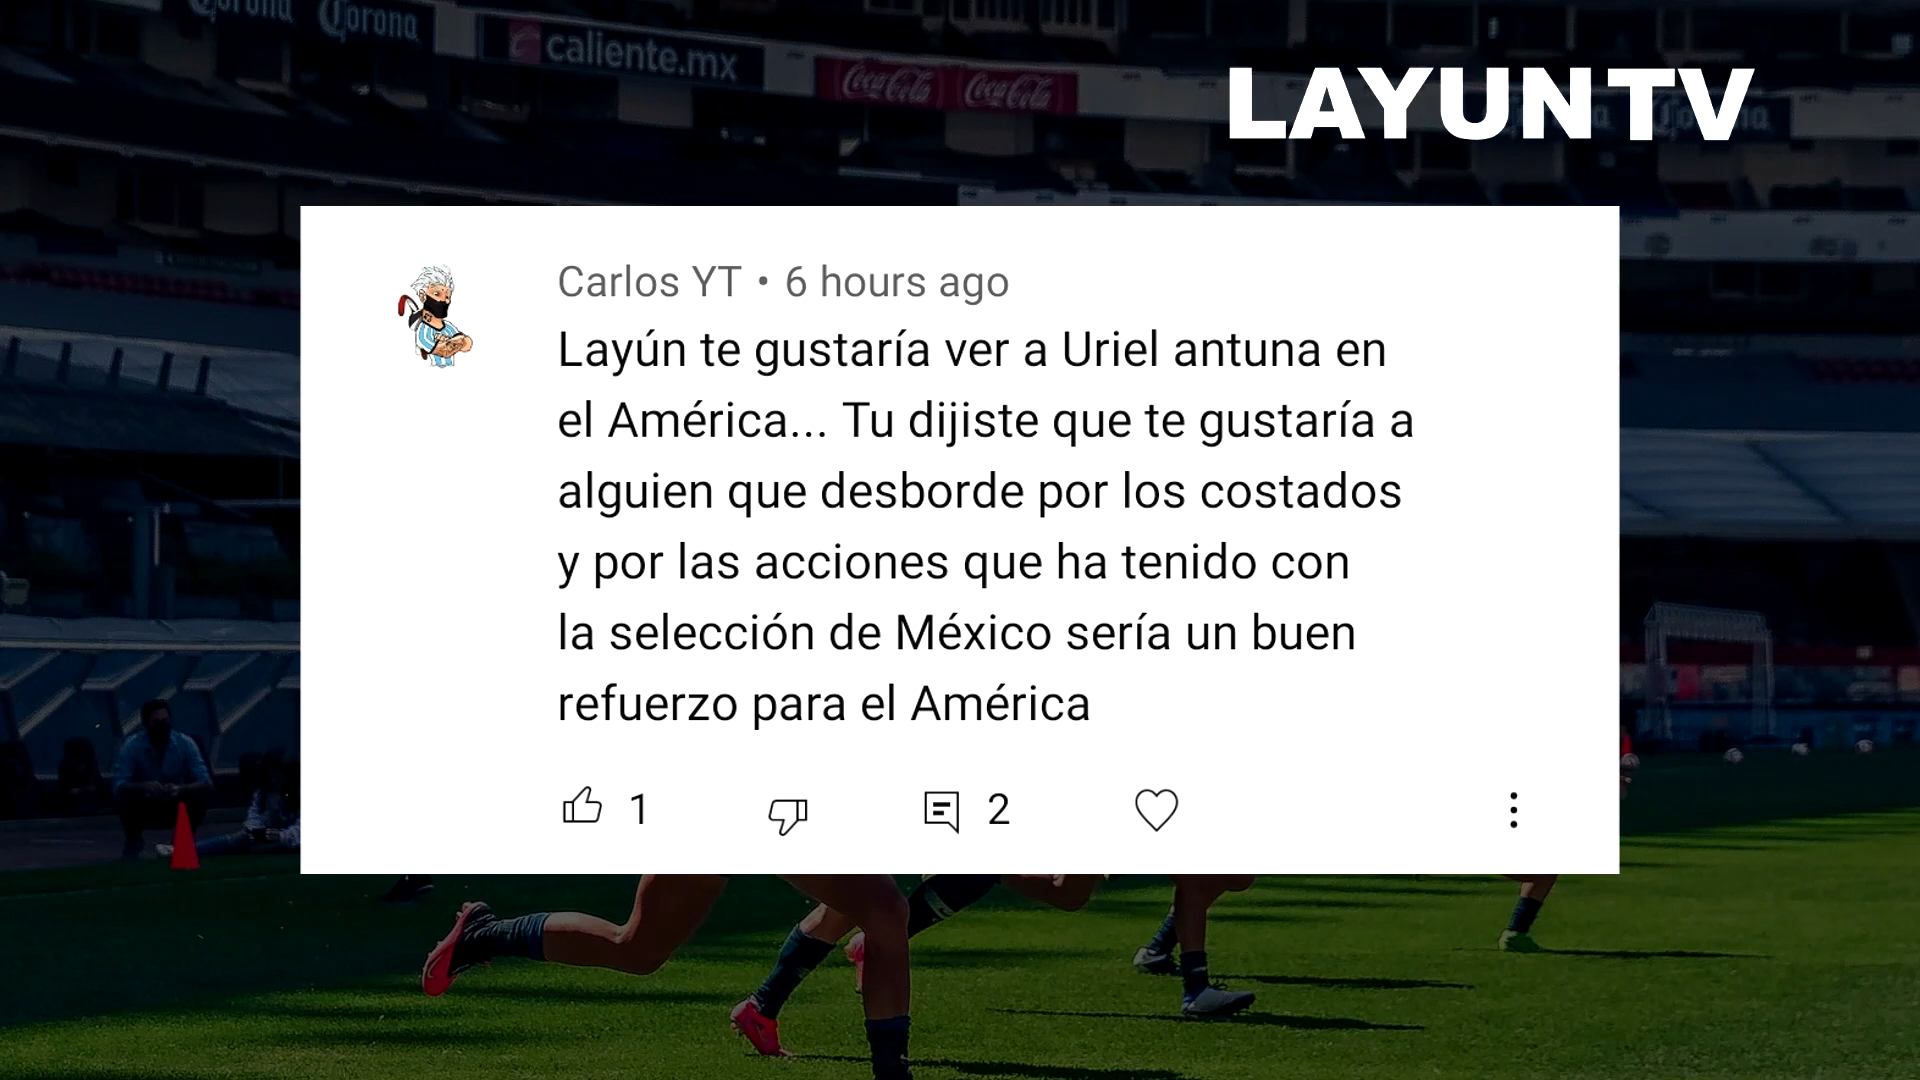 Corona
Corona
caliente.mx
Coca-Cola
Coca-Cola
LAYUNTV
Carlos YT • 6 hours ago
Layún te gustaría ver a Uriel antuna en
el América... Tu dijiste que te gustaría a
alguien que desborde por los costados
y por las acciones que ha tenido con
la selección de México sería un buen
refuerzo para el América
1
2